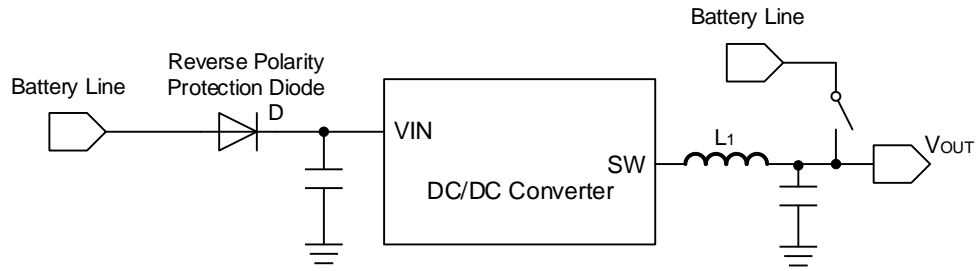 Battery Line
Reverse Polarity
Protection Diode
D
Battery Line
VIN
SW
DC/DC Converter
L1
VOUT